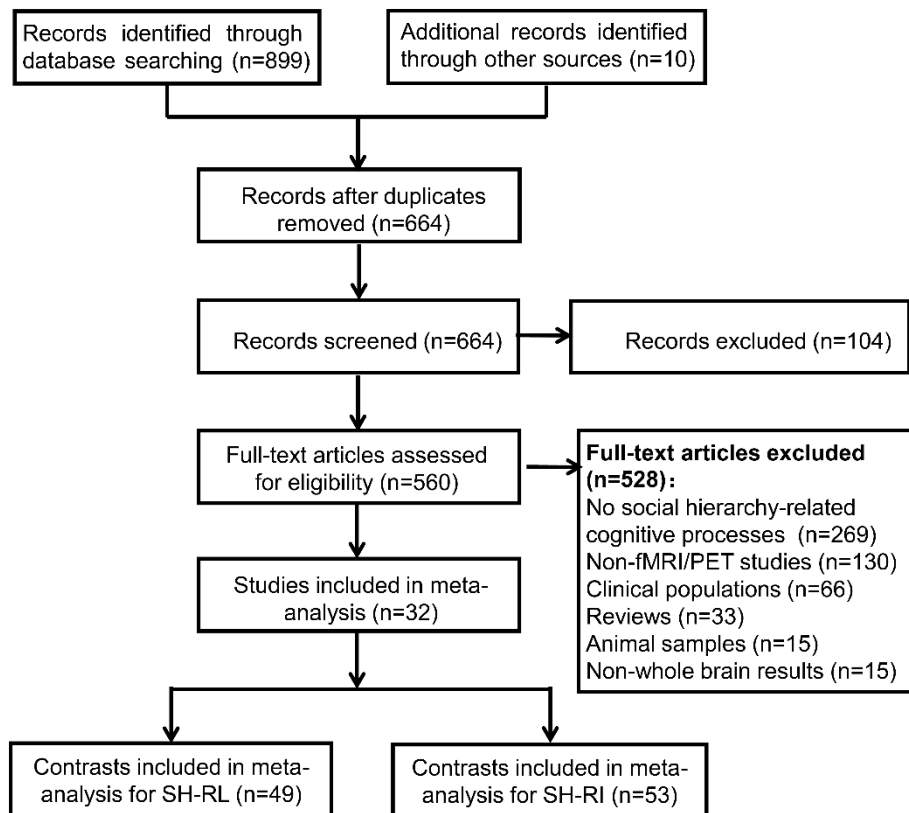 Records identified through
database searching (n=899)
Additional records identified
through other sources (n=10)
Records after duplicates
removed (n=664)
Records screened (n=664)
Records excluded (n=104)
Full-text articles assessed
for eligibility (n=560)
Full-text articles excluded
(n=528):
No social hierarchy-related
cognitive processes (n=269)
Non-fMRI/PET studies (n=130)
Clinical populations (n=66)
Reviews (n=33)
Animal samples (n=15)
Non-whole brain results (n=15)
Studies included in meta-
analysis (n=32)
Contrasts included in meta-
analysis for SH-RL (n=49)
Contrasts included in meta-
analysis for SH-RI (n=53)